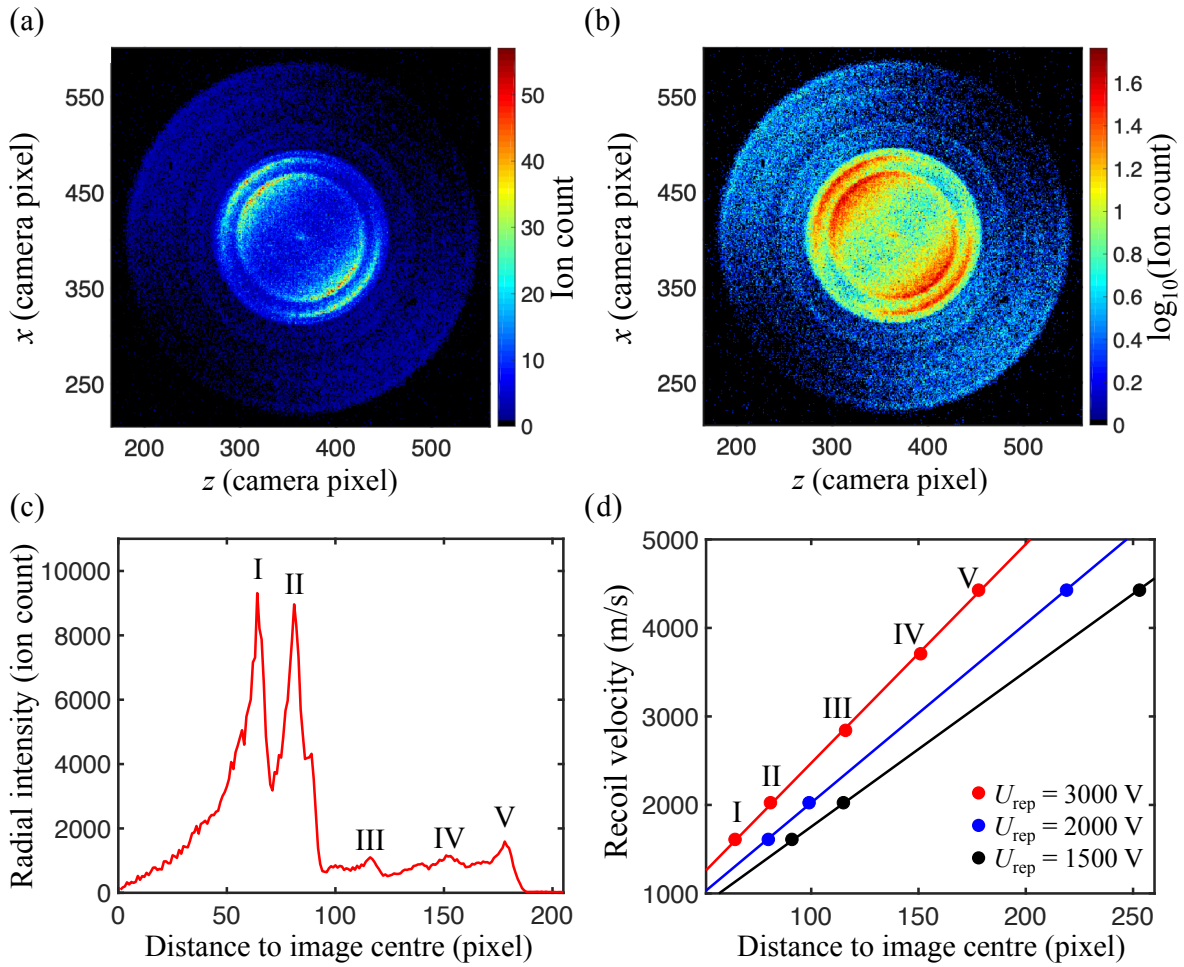 (a)
(b)
x (camera pixel)
550
450
350
250
200
300
400
500
z (camera pixel)
50
40
30
20
10
0
Ion count
x (camera pixel)
550
450
350
250
200
300
400
500
z (camera pixel)
1.6
1.4
1.2
1
0.8
0.6
0.4
0.2
0
log10(Ion count)
(c)
(d)
Radial intensity (ion count)
10000
8000
6000
4000
2000
0
I
II
III
IV
V
0
50
100
150
200
Distance to image centre (pixel)
Recoil velocity (m/s)
5000
4000
3000
2000
1000
V
IV
III
II
I
Urep = 3000 V
Urep = 2000 V
Urep = 1500 V
100
150
200
250
Distance to image centre (pixel)